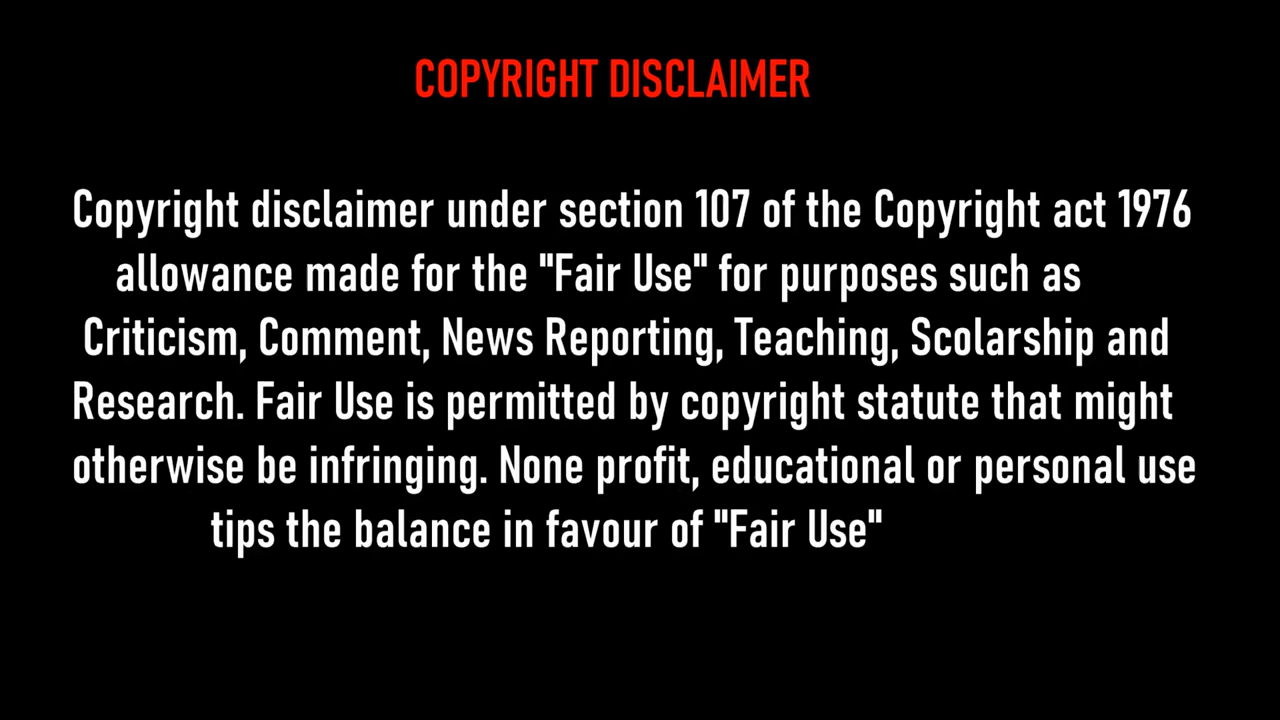 COPYRIGHT DISCLAIMER
Copyright disclaimer under section 107 of the Copyright act 1976
allowance made for the "Fair Use" for purposes such as
Criticism, Comment, News Reporting, Teaching, Scolarship and
Research. Fair Use is permitted by copyright statute that might
otherwise be infringing. None profit, educational or personal use
tips the balance in favour of "Fair Use"